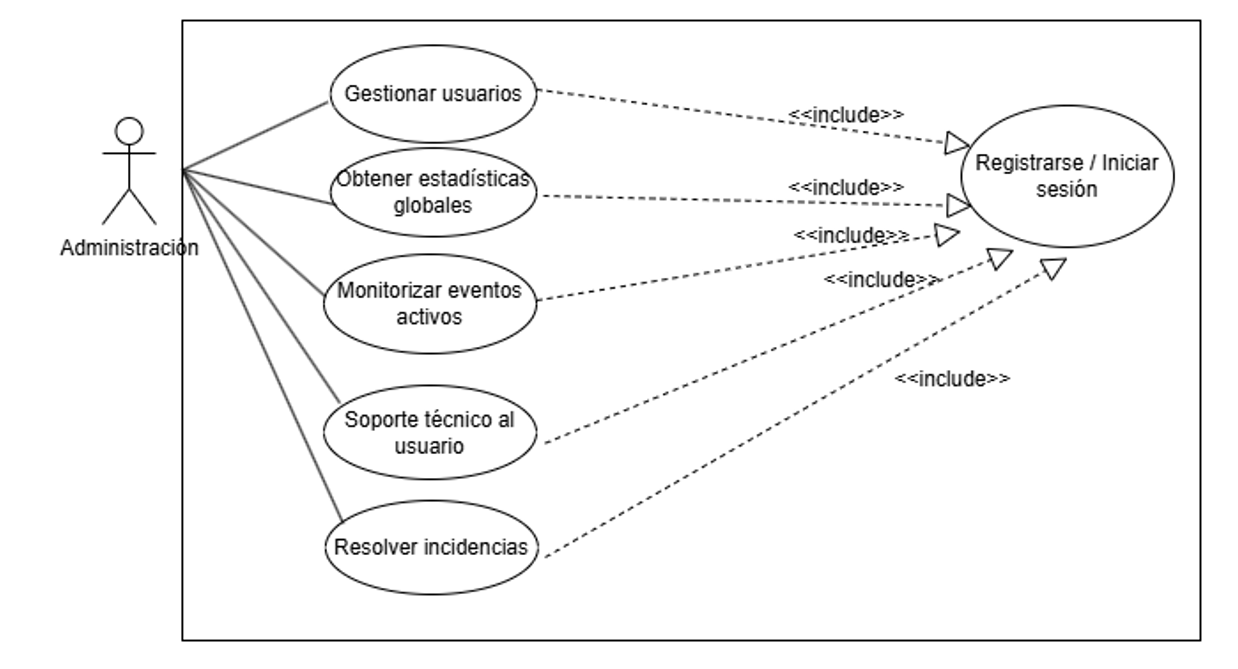 Gestionar usuarios
<<include>>
Registrarse / Iniciar
sesión
Obtener estadísticas
globales
<<include>>
<<include>>
Administración
Monitorizar eventos
activos
<<include>>
<<include>>
Soporte técnico al
usuario
Resolver incidencias